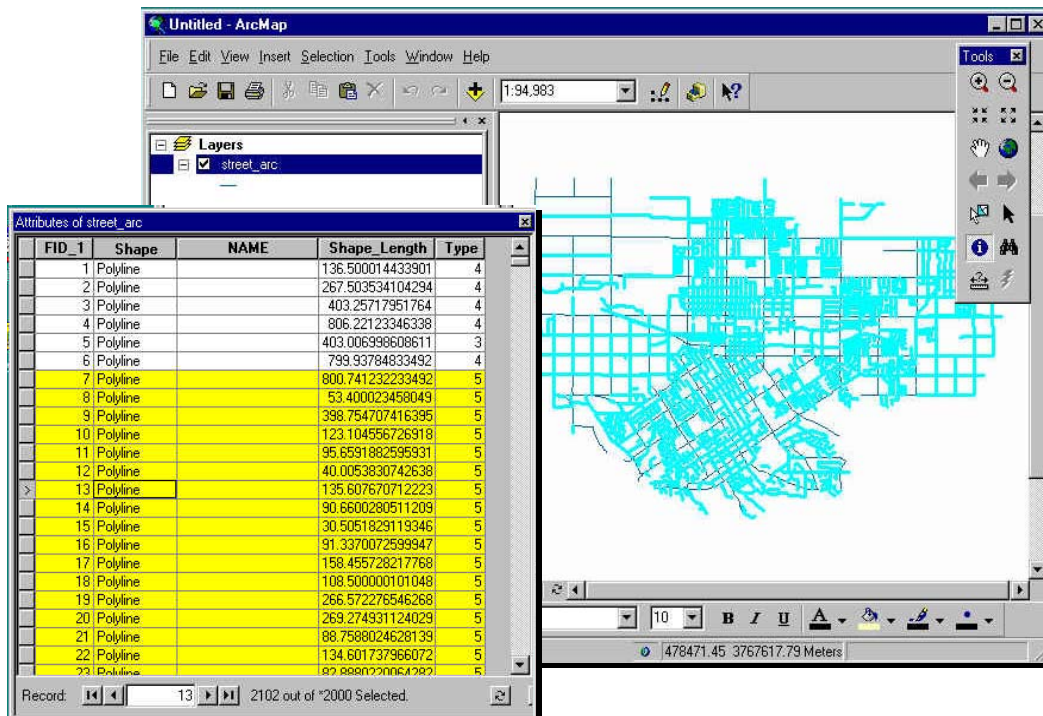 Untitled - ArcMap
File Edit View Insert Selection Tools Window Help
1:94,983
Tools
Layers
street_arc
Attributes of street_arc
FID_1 Shape NAME Shape_Length Type
1 Polyline 136.500014433901 4
2 Polyline 267.503534104294 4
3 Polyline 403.25717951764 4
4 Polyline 806.22123346338 4
5 Polyline 403.006998608611 3
6 Polyline 799.93784833492 4
7 Polyline 800.741232233492 5
8 Polyline 53.400023458049 5
9 Polyline 398.754707416395 5
10 Polyline 123.104556726918 5
11 Polyline 95.6591882595931 5
12 Polyline 40.0053830742638 5
13 Polyline 135.607670712223 5
14 Polyline 90.6600280511209 5
15 Polyline 30.5051829119346 5
16 Polyline 91.3370072599947 5
17 Polyline 158.455728217768 5
18 Polyline 108.500000101048 5
19 Polyline 266.572276546268 5
20 Polyline 269.274931124029 5
21 Polyline 88.7588024628139 5
22 Polyline 134.601737966072 5
23 Polyline 82.8880220064282 5
Record: 13 2102 out of *2000 Selected.
10 B I U A
478471.45 3767617.79 Meters